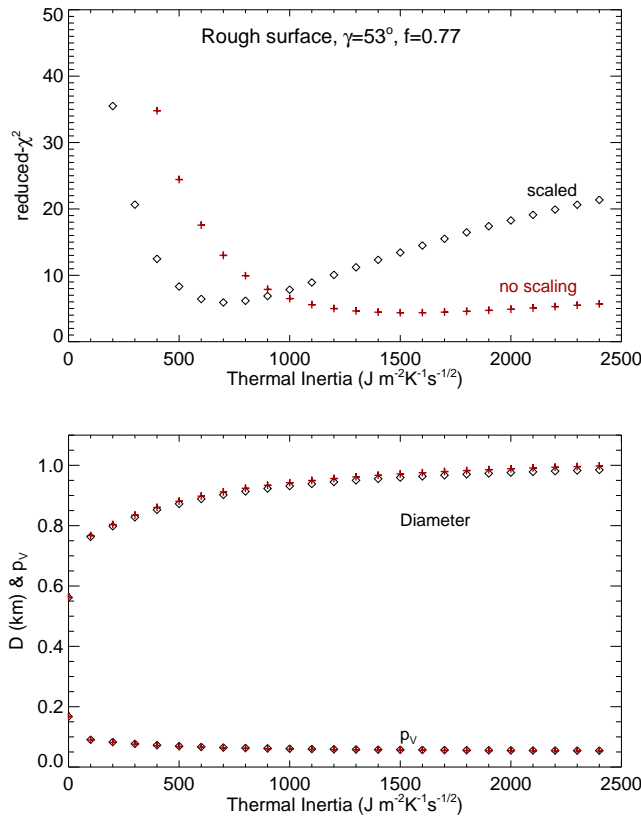 Rough surface, γ=53°, f=0.77
50
40
30
20
10
0
reduced-χ²
scaled
no scaling
0 500 1000 1500 2000 2500
Thermal Inertia (J m⁻²K⁻¹s⁻¹/²)
1.0
0.8
0.6
0.4
0.2
0.0
D (km) & pV
Diameter
pV
0 500 1000 1500 2000 2500
Thermal Inertia (J m⁻²K⁻¹s⁻¹/²)